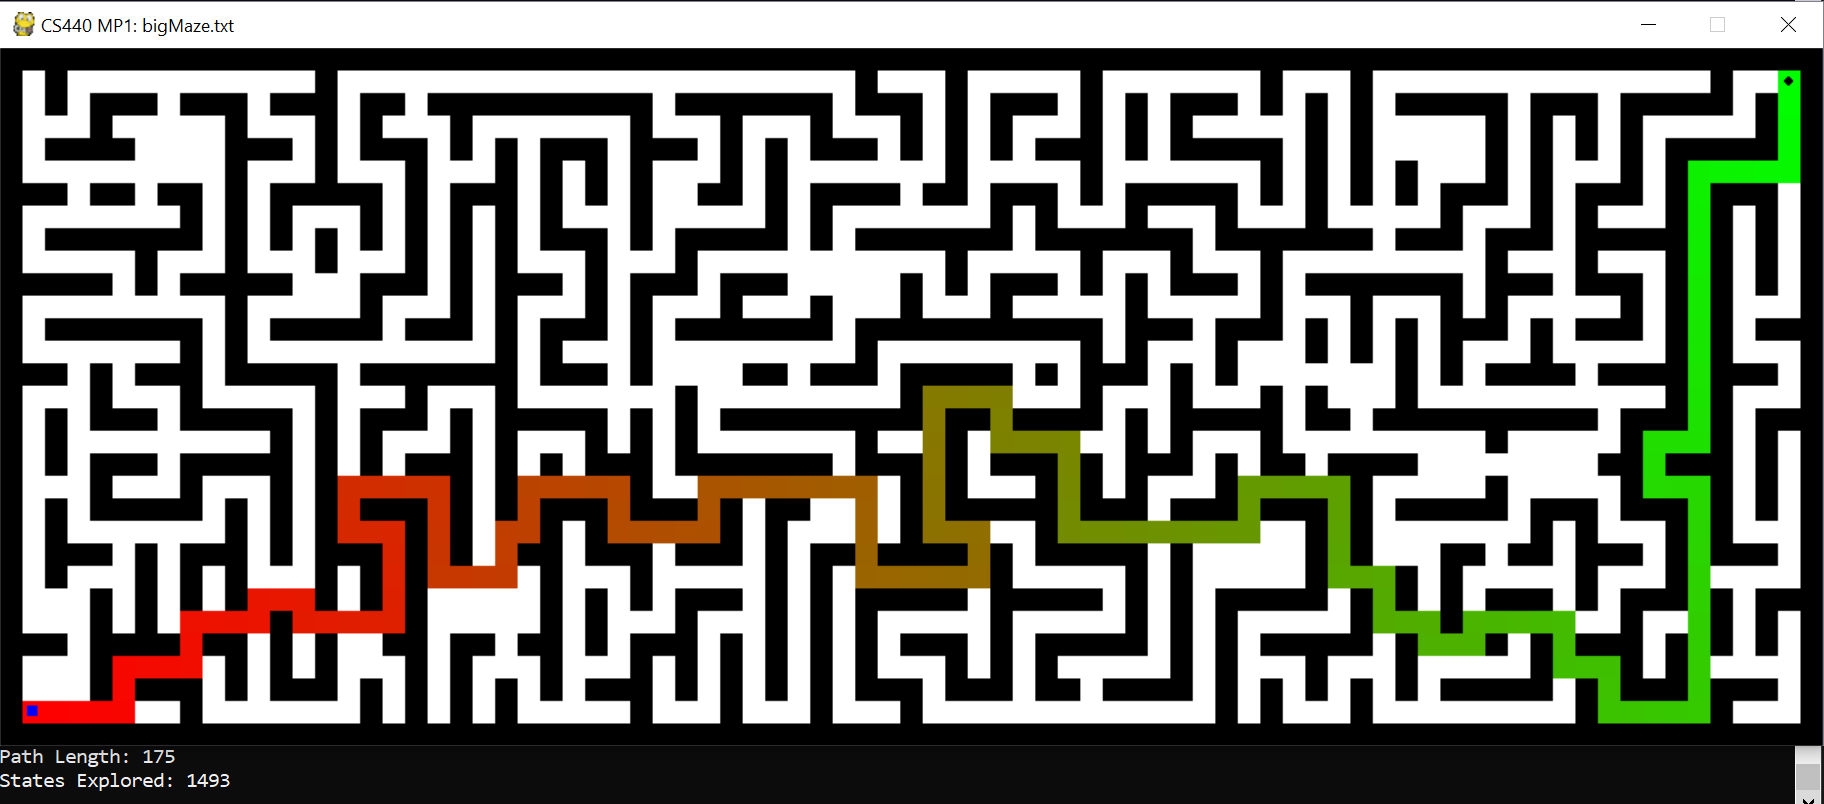 CS440 MP1: bigMaze.txt
Path Length: 175
States Explored: 1493